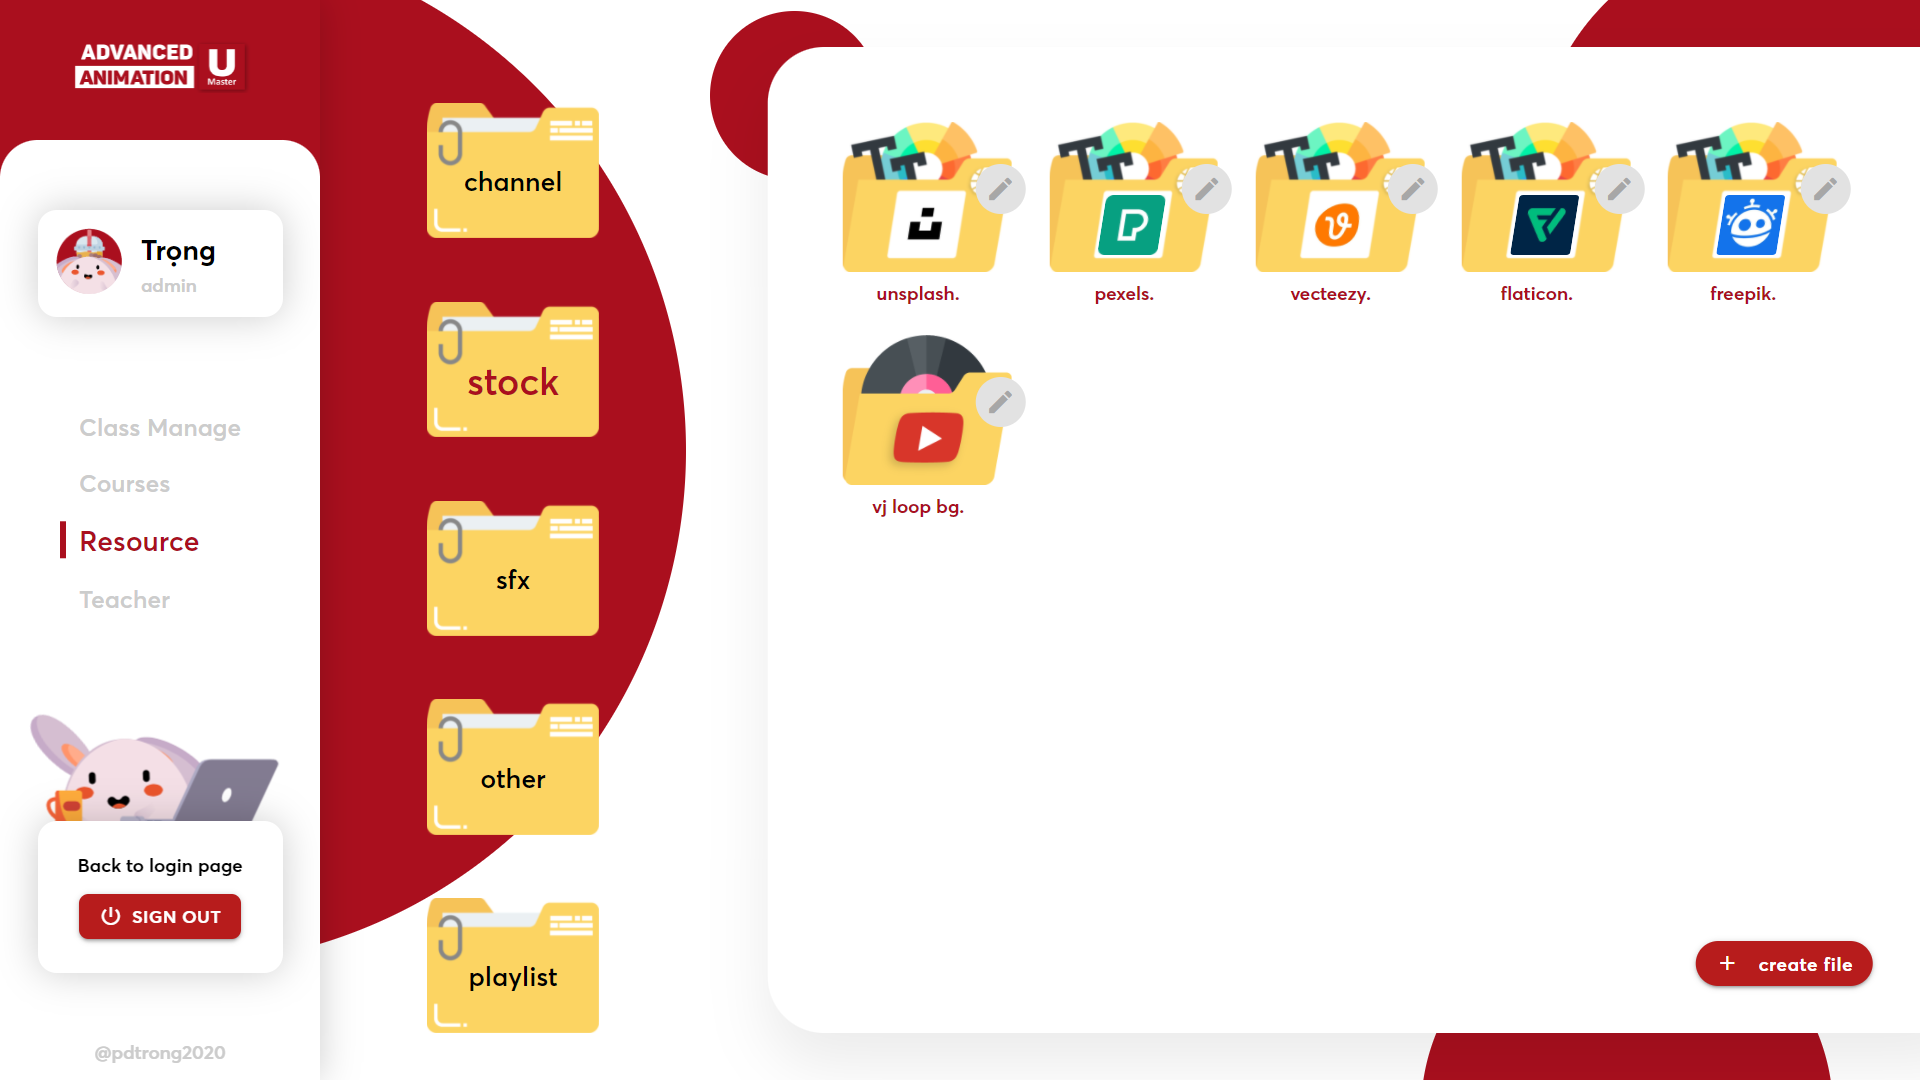 ADVANCED
ANIMATION
U
Master
Trọng
admin
Class Manage
Courses
Resource
Teacher
Back to login page
SIGN OUT
@pdtrong2020
channel
stock
sfx
other
playlist
unsplash.
pexels.
vecteezy.
flaticon.
freepik.
vj loop bg.
+ create file